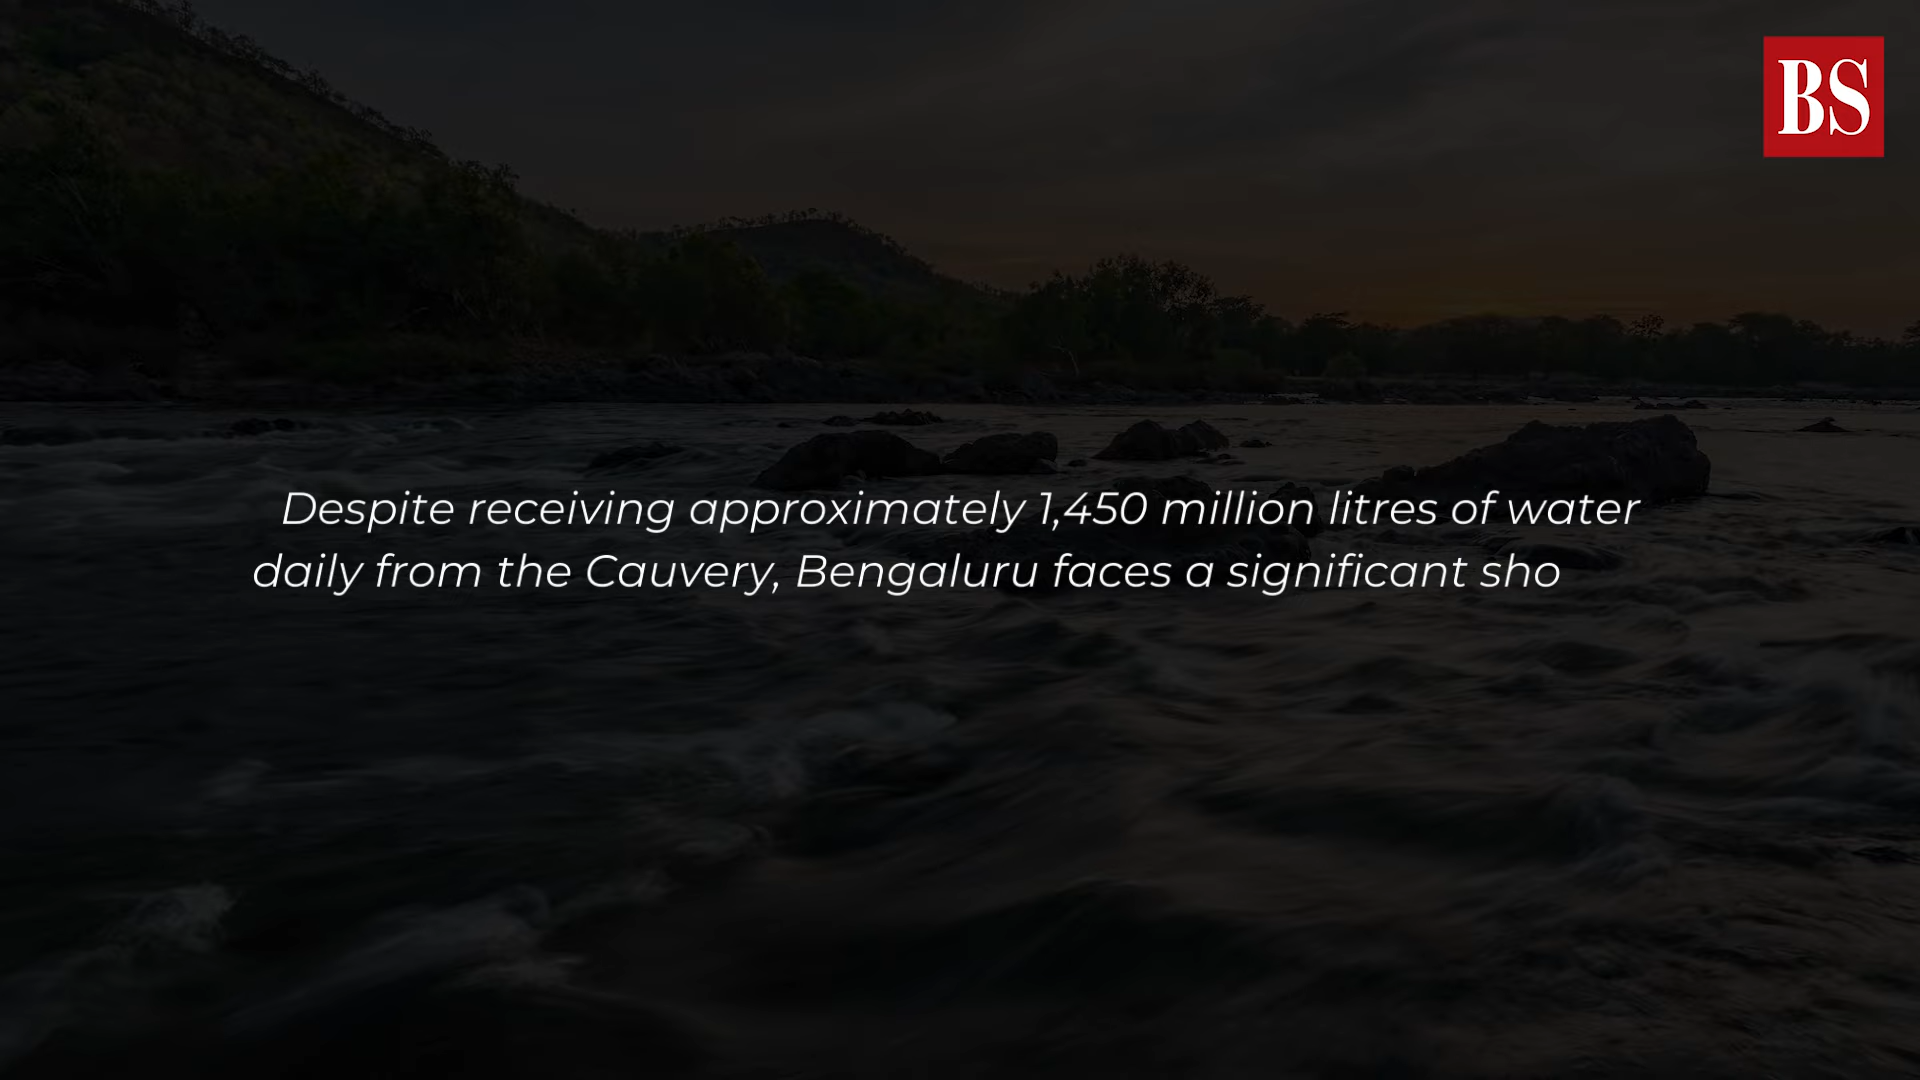 BS
Despite receiving approximately 1,450 million litres of water
daily from the Cauvery, Bengaluru faces a significant sho